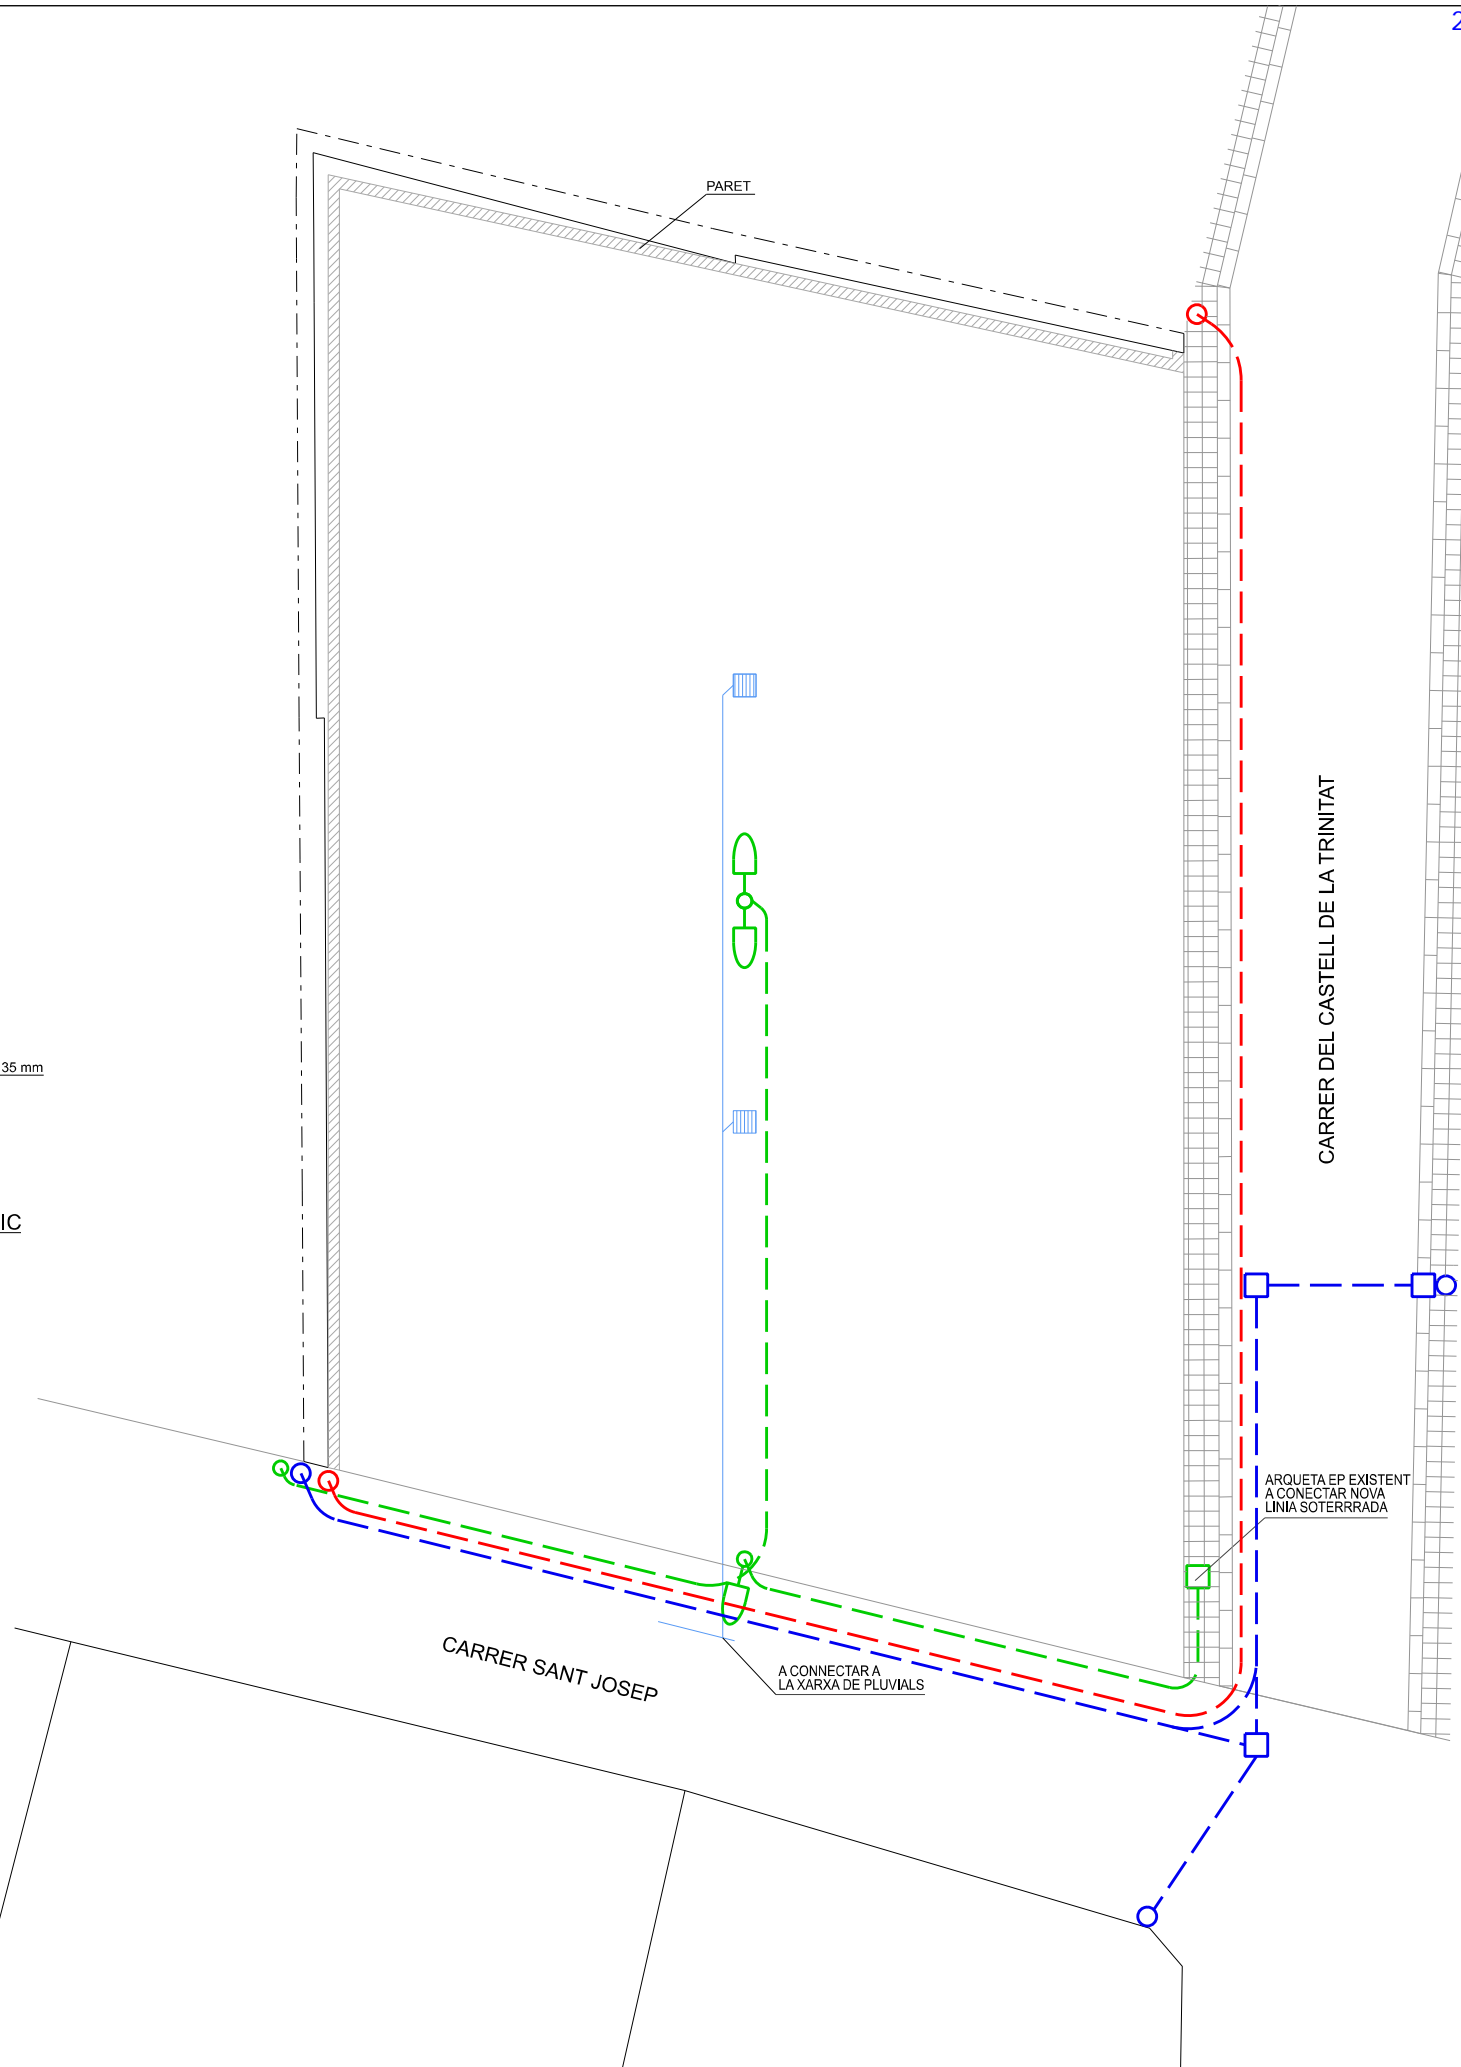 2
PARET
CARRER DEL CASTELL DE LA TRINITAT
35 mm
IC
ARQUETA EP EXISTENT
A CONECTAR NOVA
LINIA SOTERRRADA
CARRER SANT JOSEP
A CONNECTAR A
LA XARXA DE PLUVIALS